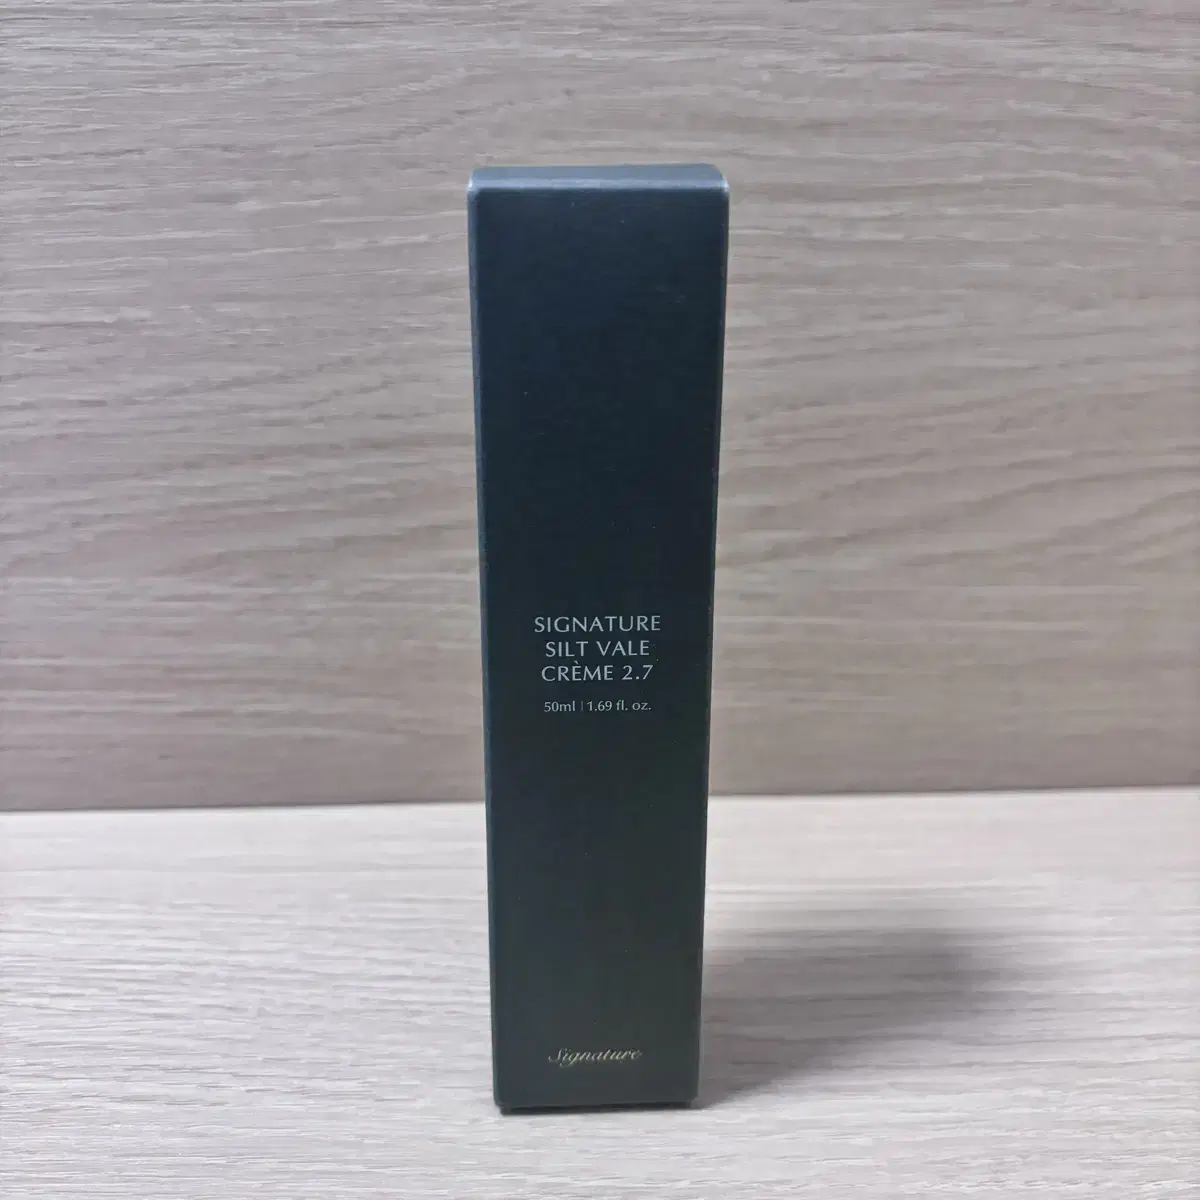 SIGNATURE
SILT VALE
CRÈME 2.7
50ml | 1.69 fl. oz.
Signature